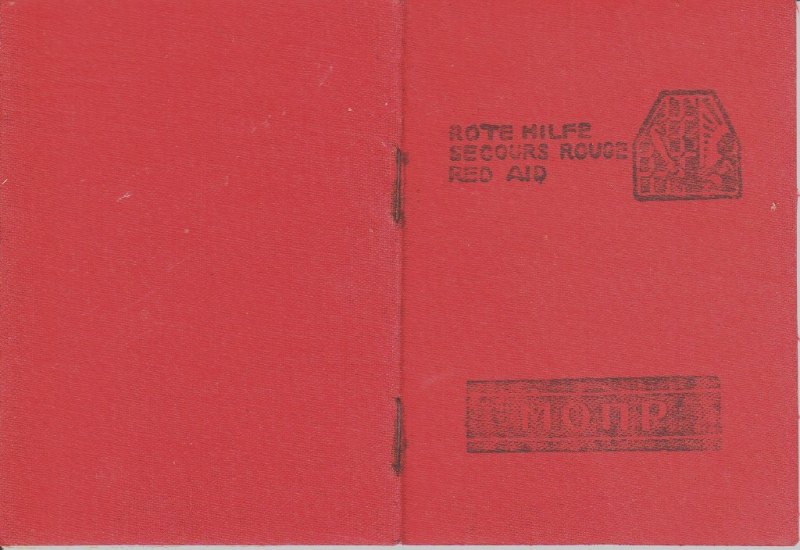 ROTE HILFE
SECOURS ROUGE
RED AID
МОПР